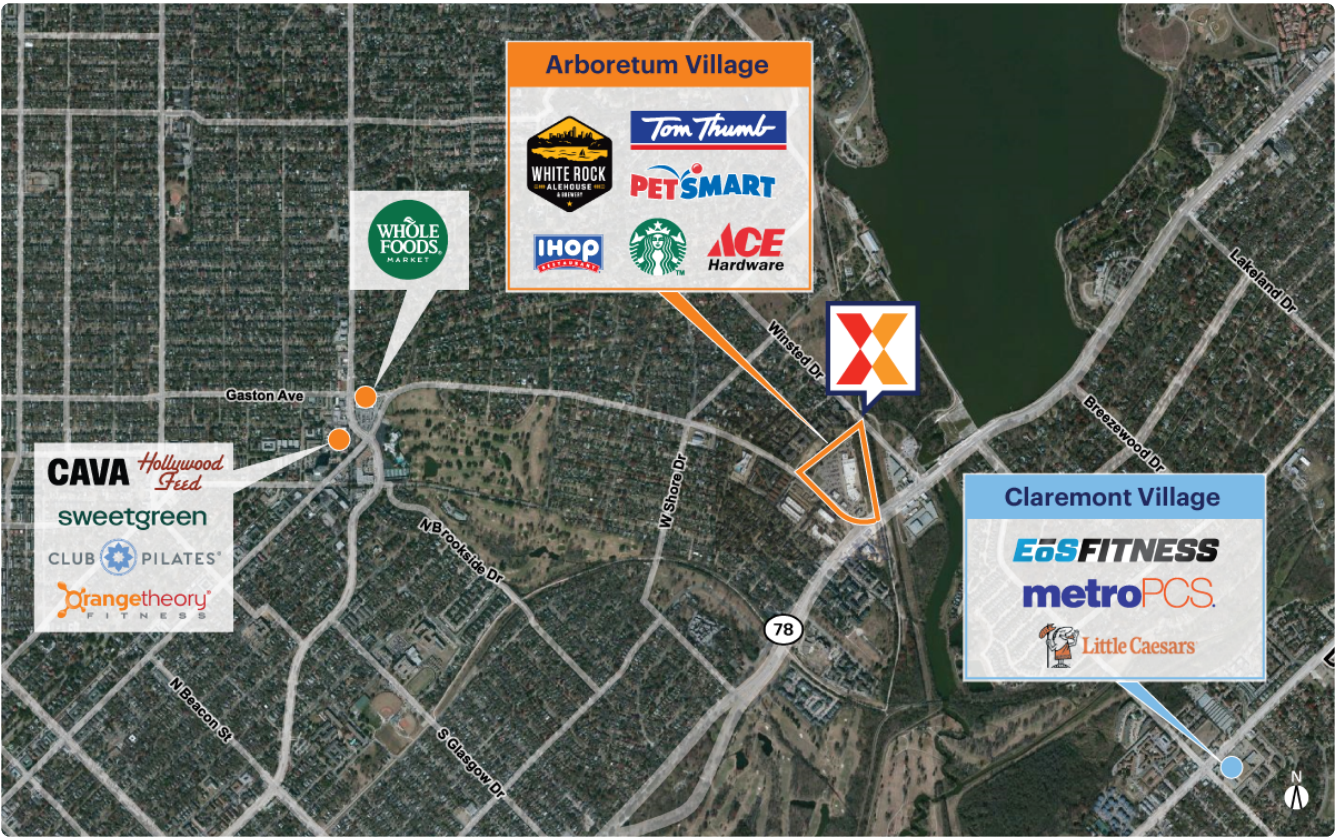 Arboretum Village
WHITE ROCK
ALEHOUSE
& BREWERY
Tom Thumb
PETSMART
IHOP
RESTAURANT
TM
ACE
Hardware
WHOLE
FOODS
MARKET
Gaston Ave
Winsted Dr
Lakeland Dr
Breezewood Dr
W Shore Dr
N Brookside Dr
CAVA
Hollywood
Feed
sweetgreen
CLUB PILATES
Orangetheory
FITNESS
Claremont Village
EōS FITNESS
metroPCS.
Little Caesars
78
N Beacon St
S Glasgow Dr
N